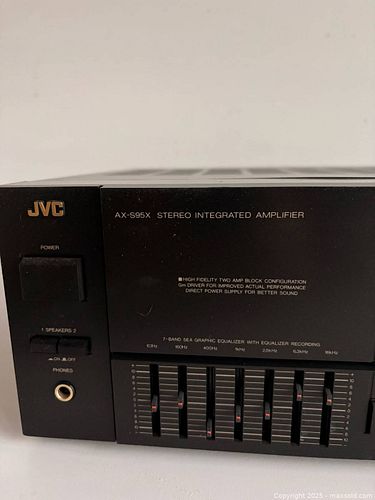 JVC
AX-S95X STEREO INTEGRATED AMPLIFIER
POWER
HIGH FIDELITY TWO AMP BLOCK CONFIGURATION
Gm DRIVER FOR IMPROVED ACTUAL PERFORMANCE
DIRECT POWER SUPPLY FOR BETTER SOUND
1 SPEAKERS 2
ON OFF
PHONES
7-BAND SEA GRAPHIC EQUALIZER WITH EQUALIZER RECORDING
63Hz 160Hz 400Hz 1kHz 2.5kHz 6.3kHz 16kHz
Copyright 2025 - maxsold.com